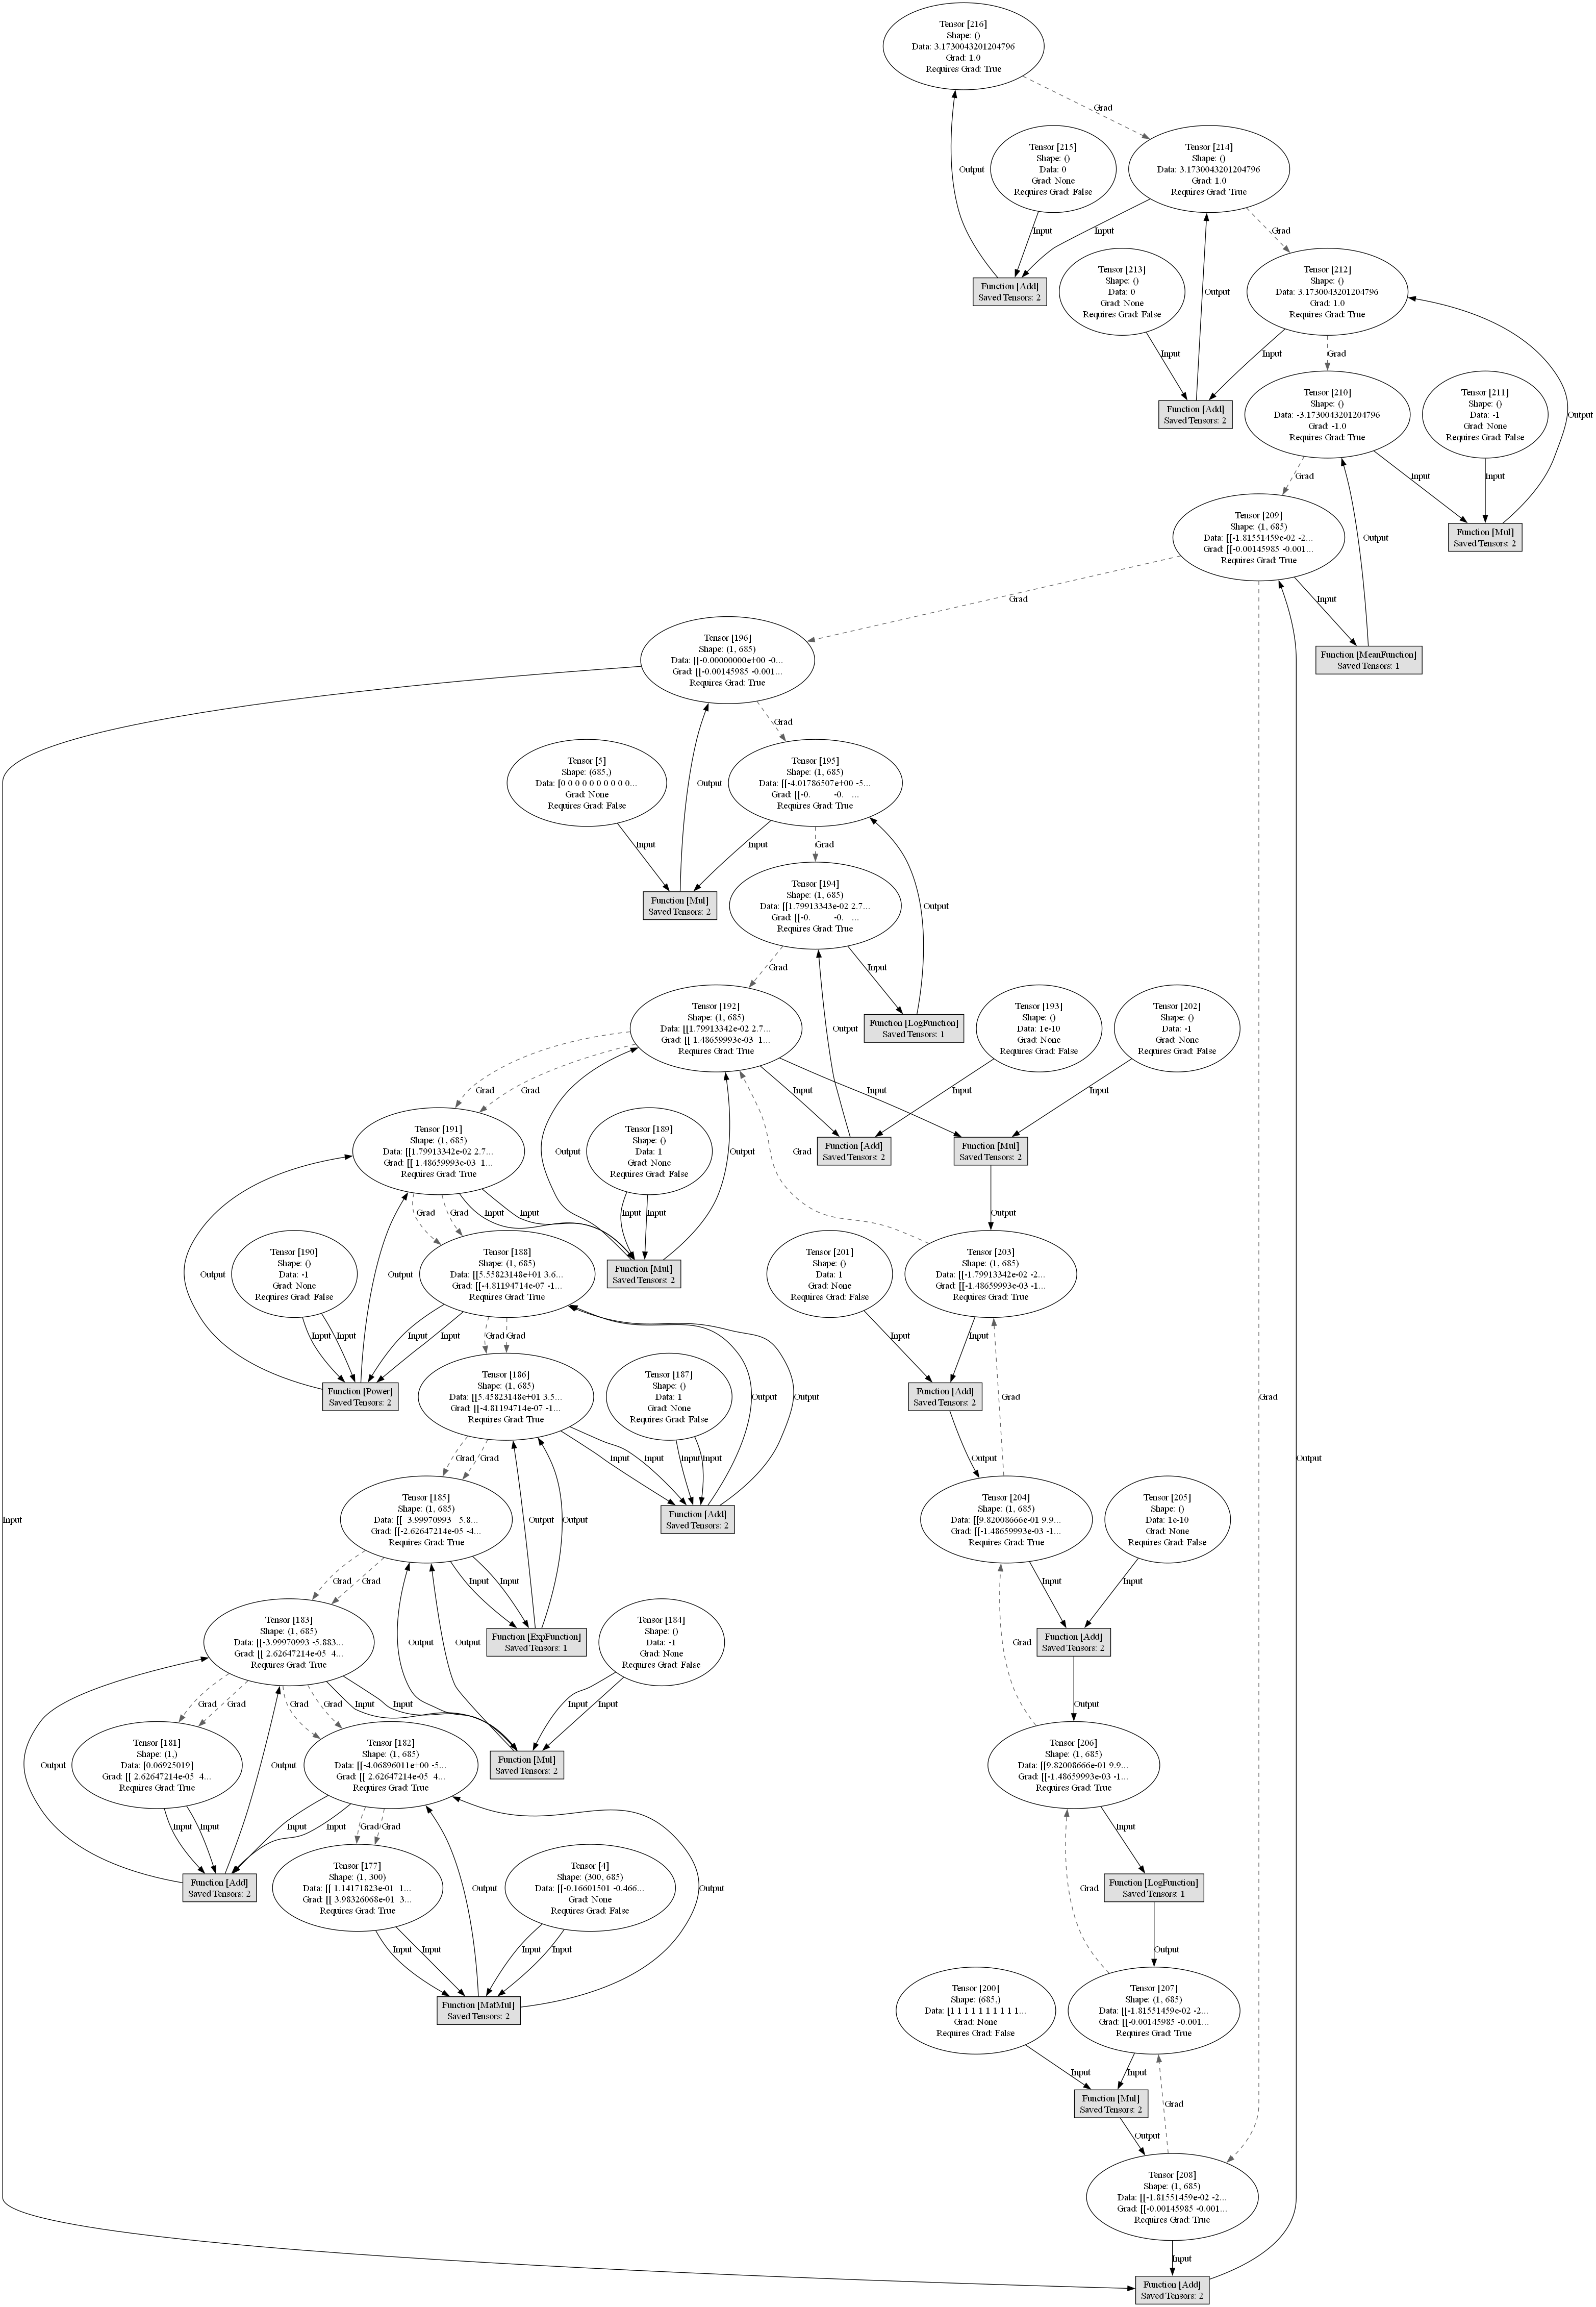 Tensor [216]
Shape: ()
Data: 3.1730043201204796
Grad: 1.0
Requires Grad: True
Grad
Tensor [215]
Shape: ()
Data: 0
Grad: None
Requires Grad: False
Tensor [214]
Shape: ()
Data: 3.1730043201204796
Grad: 1.0
Requires Grad: True
Output
Input
Input
Grad
Function [Add]
Saved Tensors: 2
Tensor [213]
Shape: ()
Data: 0
Grad: None
Requires Grad: False
Output
Tensor [212]
Shape: ()
Data: 3.1730043201204796
Grad: 1.0
Requires Grad: True
Input
Input
Grad
Function [Add]
Saved Tensors: 2
Tensor [210]
Shape: ()
Data: -3.1730043201204796
Grad: -1.0
Requires Grad: True
Tensor [211]
Shape: ()
Data: -1
Grad: None
Requires Grad: False
Output
Grad
Input
Input
Tensor [209]
Shape: (1, 685)
Data: [[-1.81551459e-02 -2...
Grad: [[-0.00145985 -0.001...
Requires Grad: True
Output
Function [Mul]
Saved Tensors: 2
Grad
Input
Tensor [196]
Shape: (1, 685)
Data: [[-0.00000000e+00 -0...
Grad: [[-0.00145985 -0.001...
Requires Grad: True
Function [MeanFunction]
Saved Tensors: 1
Grad
Tensor [5]
Shape: (685,)
Data: [0 0 0 0 0 0 0 0 0 0...
Grad: None
Requires Grad: False
Output
Tensor [195]
Shape: (1, 685)
Data: [[-4.01786507e+00 -5...
Grad: [[-0.          -0.   ...
Requires Grad: True
Input
Input
Grad
Function [Mul]
Saved Tensors: 2
Tensor [194]
Shape: (1, 685)
Data: [[1.79913343e-02 2.7...
Grad: [[-0.          -0.   ...
Requires Grad: True
Output
Grad
Input
Tensor [192]
Shape: (1, 685)
Data: [[1.79913342e-02 2.7...
Grad: [[ 1.48659993e-03  1...
Requires Grad: True
Output
Function [LogFunction]
Saved Tensors: 1
Tensor [193]
Shape: ()
Data: 1e-10
Grad: None
Requires Grad: False
Tensor [202]
Shape: ()
Data: -1
Grad: None
Requires Grad: False
Grad
Grad
Input
Input
Input
Input
Tensor [191]
Shape: (1, 685)
Data: [[1.79913342e-02 2.7...
Grad: [[ 1.48659993e-03  1...
Requires Grad: True
Output
Tensor [189]
Shape: ()
Data: 1
Grad: None
Requires Grad: False
Output
Grad
Function [Add]
Saved Tensors: 2
Function [Mul]
Saved Tensors: 2
Grad
Grad
Input
Input
Input
Input
Output
Output
Tensor [190]
Shape: ()
Data: -1
Grad: None
Requires Grad: False
Output
Tensor [188]
Shape: (1, 685)
Data: [[5.55823148e+01 3.6...
Grad: [[-4.81194714e-07 -1...
Requires Grad: True
Function [Mul]
Saved Tensors: 2
Tensor [201]
Shape: ()
Data: 1
Grad: None
Requires Grad: False
Tensor [203]
Shape: (1, 685)
Data: [[-1.79913342e-02 -2...
Grad: [[-1.48659993e-03 -1...
Requires Grad: True
Input
Input
Input
Input
Grad
Grad
Input
Input
Function [Power]
Saved Tensors: 2
Tensor [186]
Shape: (1, 685)
Data: [[5.45823148e+01 3.5...
Grad: [[-4.81194714e-07 -1...
Requires Grad: True
Tensor [187]
Shape: ()
Data: 1
Grad: None
Requires Grad: False
Output
Output
Function [Add]
Saved Tensors: 2
Grad
Grad
Grad
Grad
Input
Input
Input
Input
Output
Output
Input
Tensor [185]
Shape: (1, 685)
Data: [[  3.99970993   5.8...
Grad: [[-2.62647214e-05 -4...
Requires Grad: True
Output
Output
Function [Add]
Saved Tensors: 2
Tensor [204]
Shape: (1, 685)
Data: [[9.82008666e-01 9.9...
Grad: [[-1.48659993e-03 -1...
Requires Grad: True
Tensor [205]
Shape: ()
Data: 1e-10
Grad: None
Requires Grad: False
Grad
Grad
Input
Input
Input
Input
Tensor [183]
Shape: (1, 685)
Data: [[-3.99970993 -5.883...
Grad: [[ 2.62647214e-05  4...
Requires Grad: True
Output
Output
Function [ExpFunction]
Saved Tensors: 1
Tensor [184]
Shape: ()
Data: -1
Grad: None
Requires Grad: False
Grad
Function [Add]
Saved Tensors: 2
Grad
Grad
Grad
Grad
Input
Input
Input
Input
Output
Output
Tensor [181]
Shape: (1,)
Data: [0.06925019]
Grad: [[ 2.62647214e-05  4...
Requires Grad: True
Output
Tensor [182]
Shape: (1, 685)
Data: [[-4.06896011e+00 -5...
Grad: [[ 2.62647214e-05  4...
Requires Grad: True
Function [Mul]
Saved Tensors: 2
Tensor [206]
Shape: (1, 685)
Data: [[9.82008666e-01 9.9...
Grad: [[-1.48659993e-03 -1...
Requires Grad: True
Input
Input
Input
Input
Grad
Grad
Input
Function [Add]
Saved Tensors: 2
Tensor [177]
Shape: (1, 300)
Data: [[ 1.14171823e-01  1...
Grad: [[ 3.98326068e-01  3...
Requires Grad: True
Output
Tensor [4]
Shape: (300, 685)
Data: [[-0.16601501 -0.466...
Grad: None
Requires Grad: False
Output
Grad
Function [LogFunction]
Saved Tensors: 1
Input
Input
Input
Input
Output
Function [MatMul]
Saved Tensors: 2
Tensor [200]
Shape: (685,)
Data: [1 1 1 1 1 1 1 1 1 1...
Grad: None
Requires Grad: False
Tensor [207]
Shape: (1, 685)
Data: [[-1.81551459e-02 -2...
Grad: [[-0.00145985 -0.001...
Requires Grad: True
Input
Input
Function [Mul]
Saved Tensors: 2
Grad
Output
Tensor [208]
Shape: (1, 685)
Data: [[-1.81551459e-02 -2...
Grad: [[-0.00145985 -0.001...
Requires Grad: True
Input
Function [Add]
Saved Tensors: 2